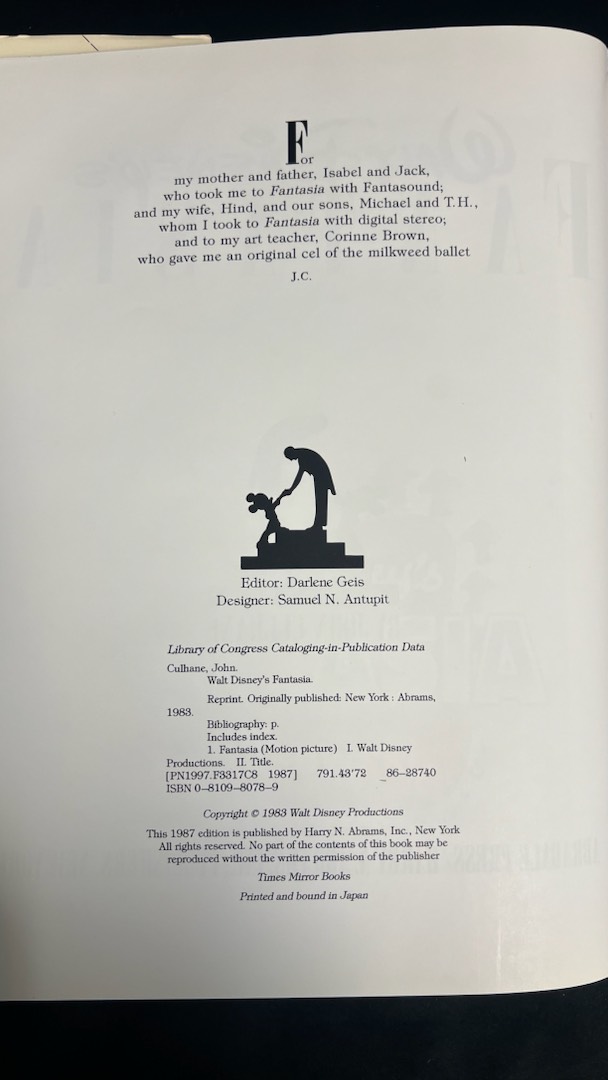 For
my mother and father, Isabel and Jack,
who took me to Fantasia with Fantasound;
and my wife, Hind, and our sons, Michael and T.H.,
whom I took to Fantasia with digital stereo;
and to my art teacher, Corinne Brown,
who gave me an original cel of the milkweed ballet
J.C.
Editor: Darlene Geis
Designer: Samuel N. Antupit
Library of Congress Cataloging-in-Publication Data
Culhane, John.
Walt Disney's Fantasia.
Reprint. Originally published: New York : Abrams,
1983.
Bibliography: p.
Includes index.
1. Fantasia (Motion picture) I. Walt Disney
Productions. II. Title.
[PN1997.F3317C8 1987] 791.43'72 86–28740
ISBN 0–8109–8078–9
Copyright © 1983 Walt Disney Productions
This 1987 edition is published by Harry N. Abrams, Inc., New York
All rights reserved. No part of the contents of this book may be
reproduced without the written permission of the publisher
Times Mirror Books
Printed and bound in Japan